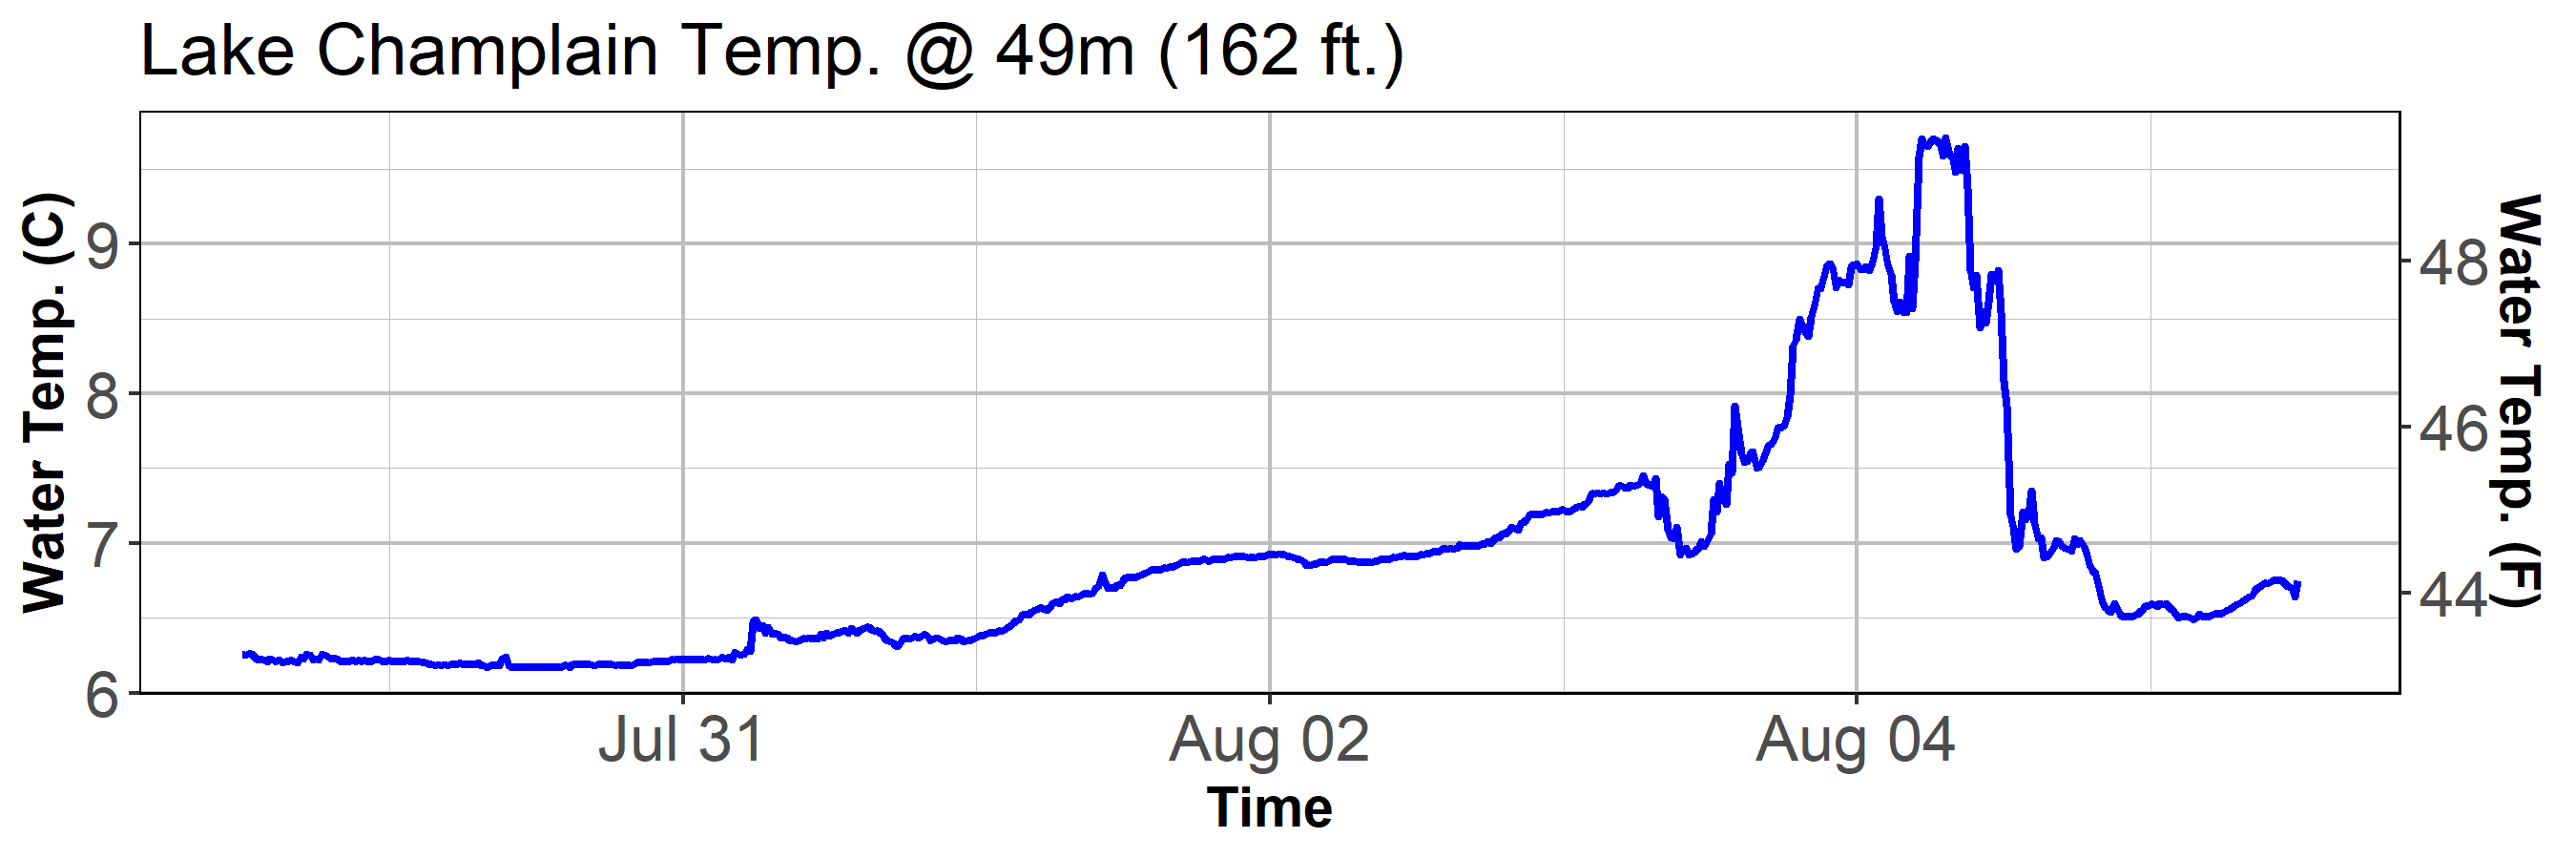 Lake Champlain Temp. @ 49m (162 ft.)
Water Temp. (C)
9
8
7
6
48
46
44
Water Temp. (F)
Jul 31
Aug 02
Aug 04
Time